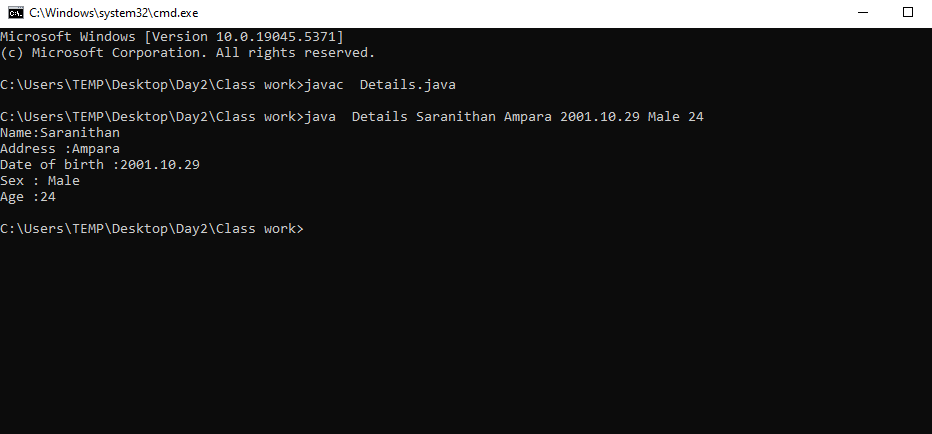 C:\Windows\system32\cmd.exe
Microsoft Windows [Version 10.0.19045.5371]
(c) Microsoft Corporation. All rights reserved.
C:\Users\TEMP\Desktop\Day2\Class work>javac  Details.java
C:\Users\TEMP\Desktop\Day2\Class work>java  Details Saranithan Ampara 2001.10.29 Male 24
Name:Saranithan
Address :Ampara
Date of birth :2001.10.29
Sex : Male
Age :24
C:\Users\TEMP\Desktop\Day2\Class work>